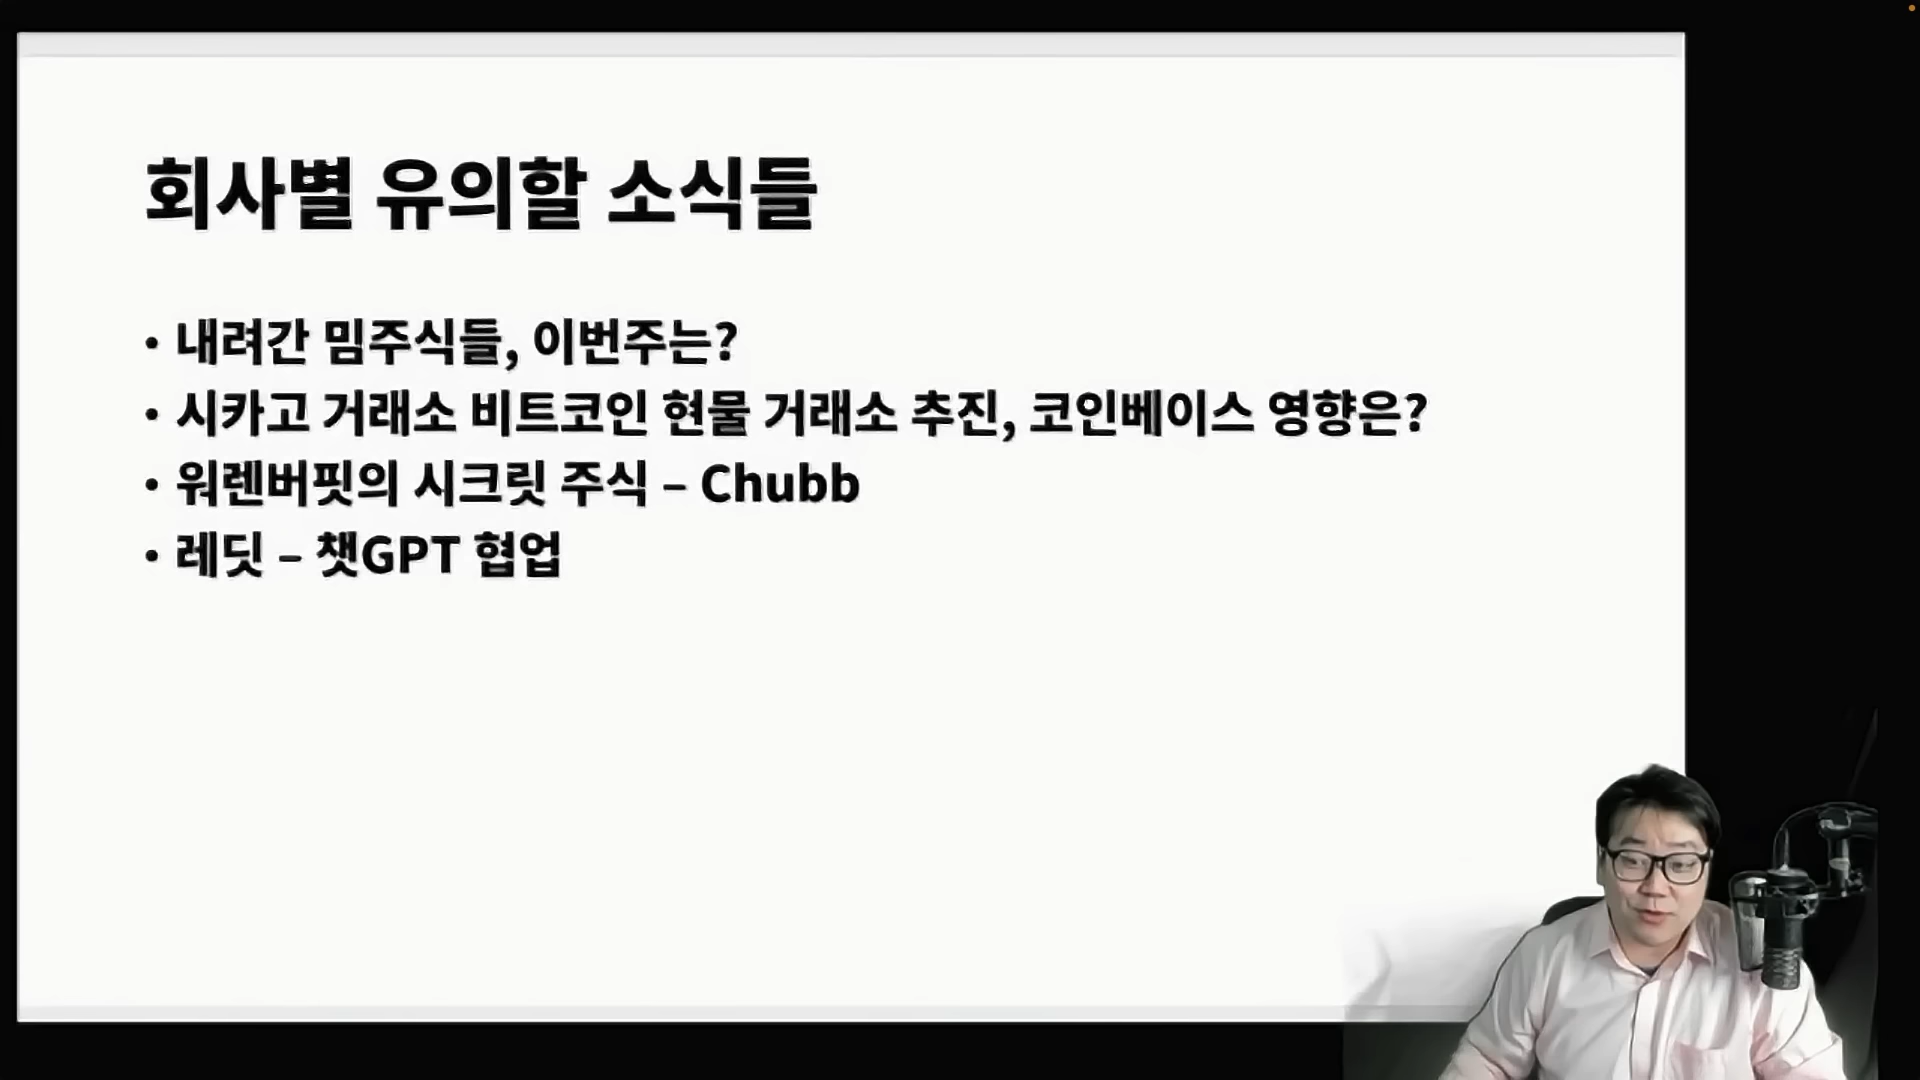 회사별 유의할 소식들
• 내려간 밈주식들, 이번주는?
• 시카고 거래소 비트코인 현물 거래소 추진, 코인베이스 영향은?
• 워렌버핏의 시크릿 주식 – Chubb
• 레딧 – 챗GPT 협업